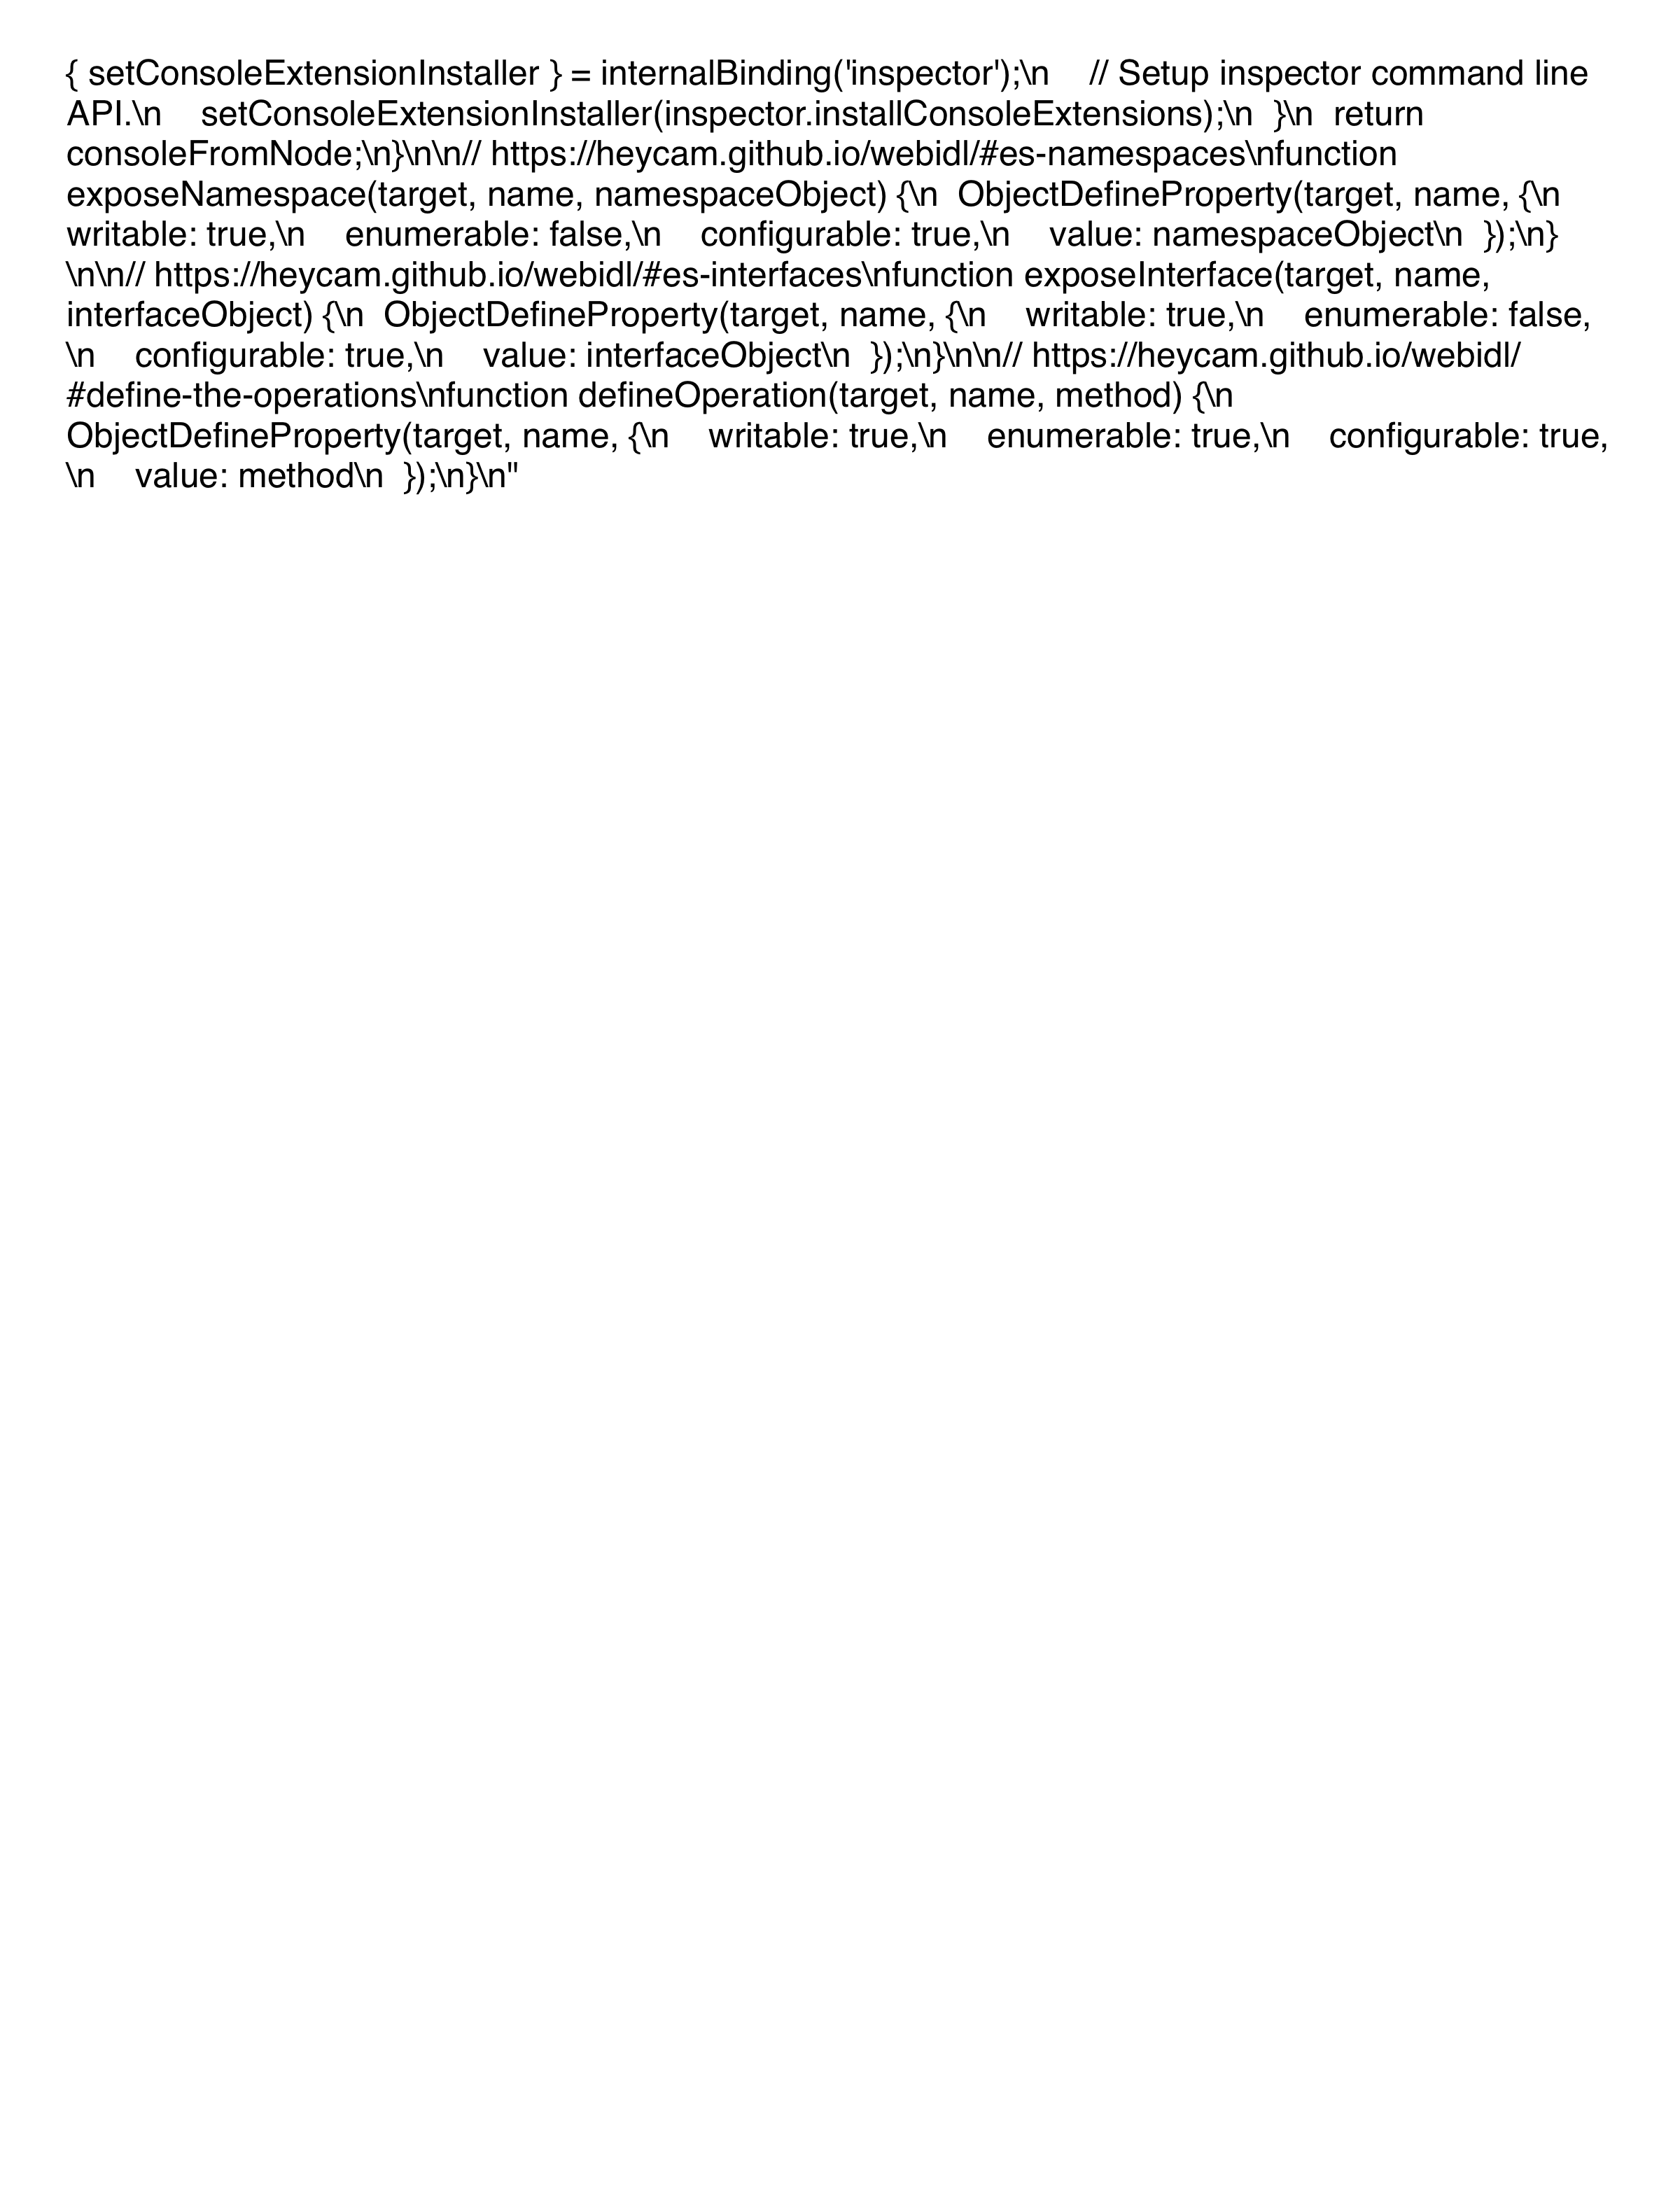 { setConsoleExtensionInstaller } = internalBinding('inspector');\n    // Setup inspector command line
API.\n    setConsoleExtensionInstaller(inspector.installConsoleExtensions);\n  }\n  return
consoleFromNode;\n}\n\n// https://heycam.github.io/webidl/#es-namespaces\nfunction
exposeNamespace(target, name, namespaceObject) {\n  ObjectDefineProperty(target, name, {\n
writable: true,\n    enumerable: false,\n    configurable: true,\n    value: namespaceObject\n  });\n}
\n\n// https://heycam.github.io/webidl/#es-interfaces\nfunction exposeInterface(target, name,
interfaceObject) {\n  ObjectDefineProperty(target, name, {\n    writable: true,\n    enumerable: false,
\n    configurable: true,\n    value: interfaceObject\n  });\n}\n\n// https://heycam.github.io/webidl/
#define-the-operations\nfunction defineOperation(target, name, method) {\n
ObjectDefineProperty(target, name, {\n    writable: true,\n    enumerable: true,\n    configurable: true,
\n    value: method\n  });\n}\n"